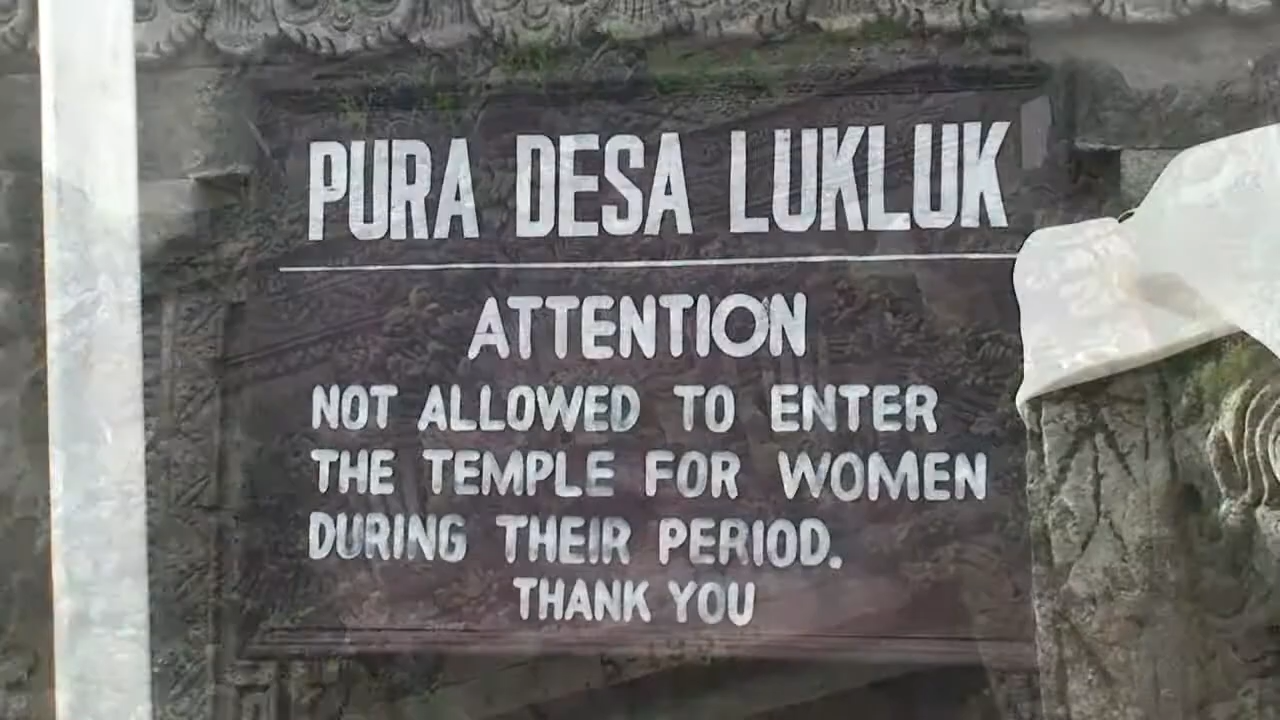 PURA DESA LUKLUK
ATTENTION
NOT ALLOWED TO ENTER
THE TEMPLE FOR WOMEN
DURING THEIR PERIOD.
THANK YOU